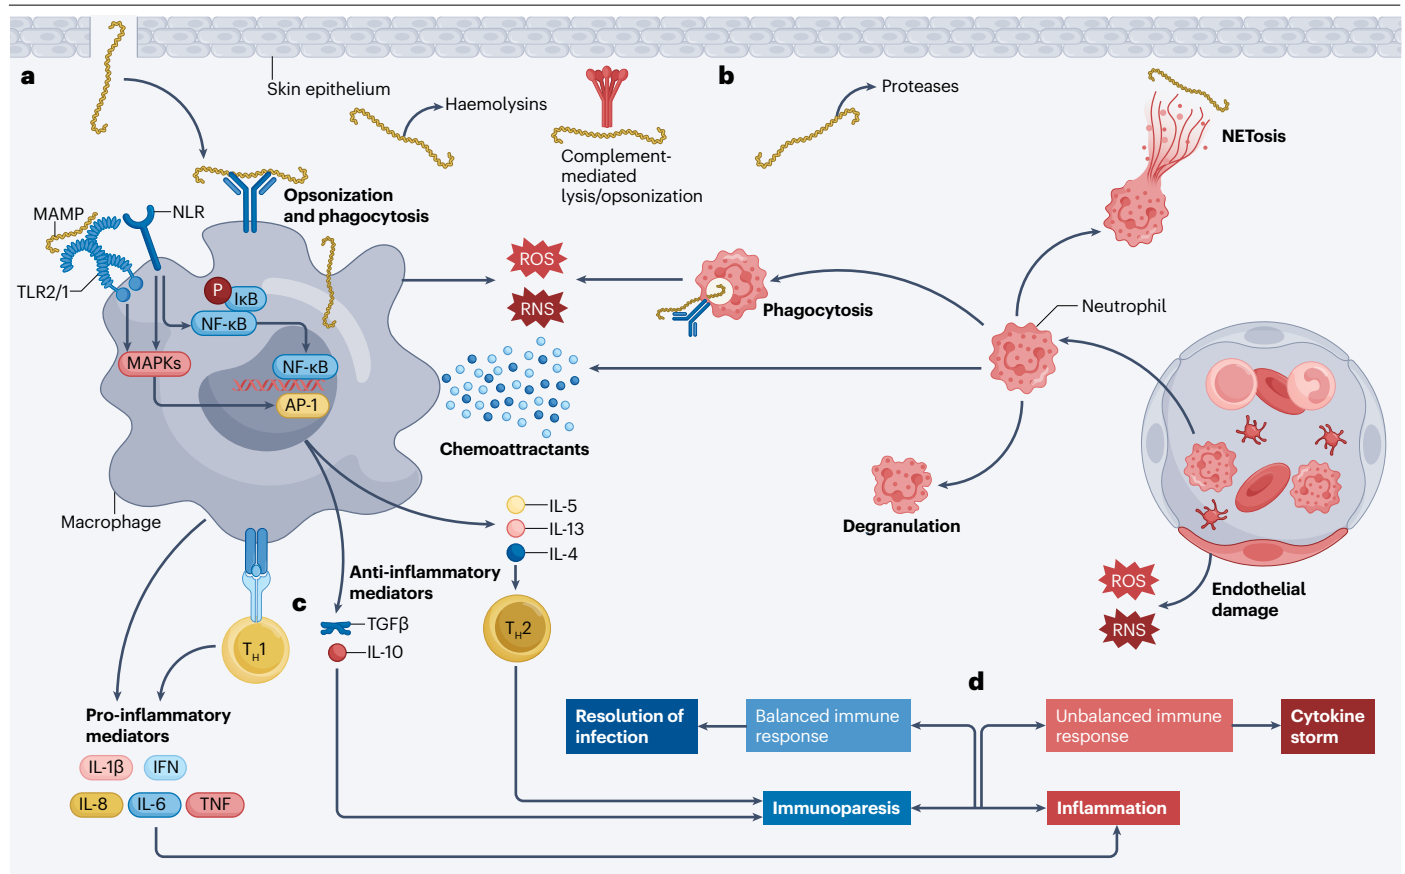 a
Skin epithelium
Haemolysins
Complement-
mediated
lysis/opsonization
b
Proteases
NETosis
Opsonization
and phagocytosis
MAMP
NLR
TLR2/1
P
IκB
NF-κB
MAPKs
NF-κB
AP-1
Macrophage
ROS
RNS
Chemoattractants
Phagocytosis
Neutrophil
Degranulation
Endothelial
damage
ROS
RNS
IL-5
IL-13
IL-4
TH2
c
Anti-inflammatory
mediators
TGFβ
IL-10
TH1
Pro-inflammatory
mediators
IL-1β
IFN
IL-8
IL-6
TNF
d
Resolution of
infection
Balanced immune
response
Unbalanced immune
response
Cytokine
storm
Immunoparesis
Inflammation